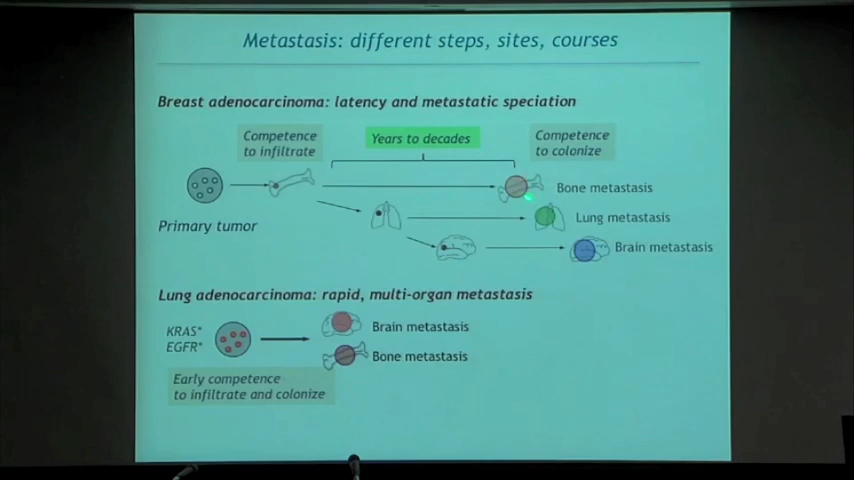 Metastasis: different steps, sites, courses
Breast adenocarcinoma: latency and metastatic speciation
Competence
to infiltrate
Years to decades
Competence
to colonize
Bone metastasis
Lung metastasis
Primary tumor
Brain metastasis
Lung adenocarcinoma: rapid, multi-organ metastasis
KRAS*
EGFR*
Brain metastasis
Bone metastasis
Early competence
to infiltrate and colonize